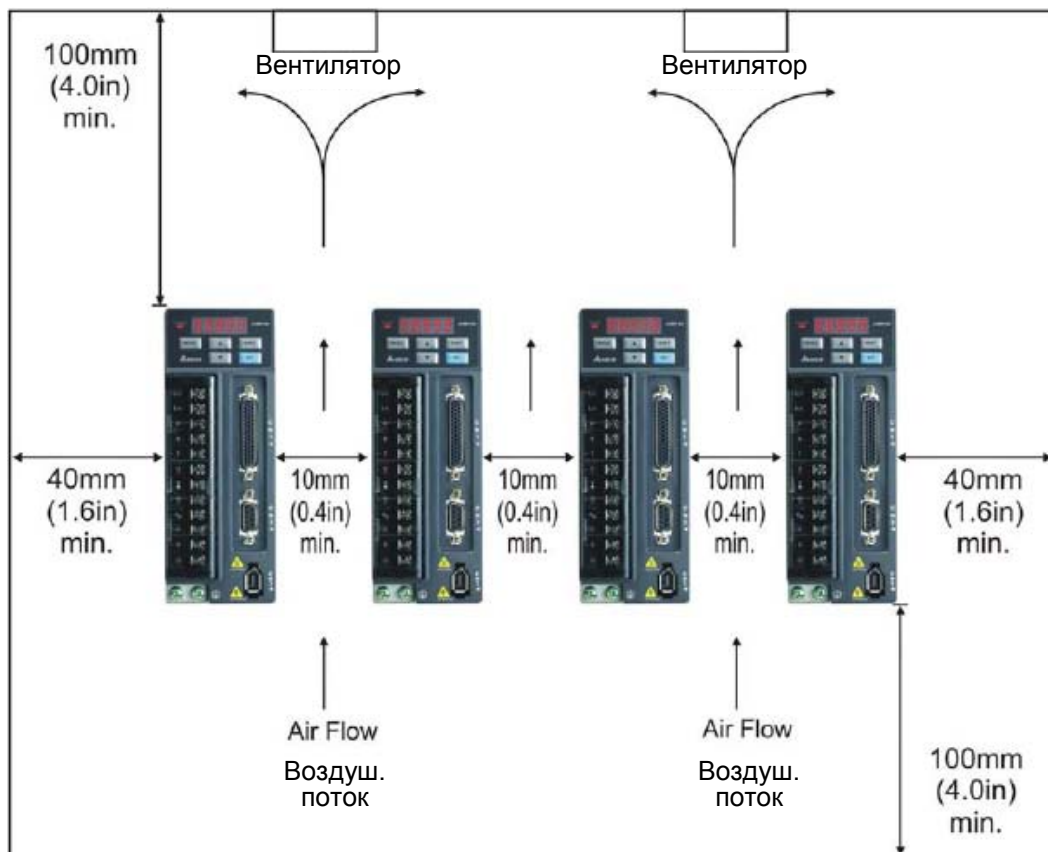 100mm
(4.0in)
min.
Вентилятор
Вентилятор
40mm
(1.6in)
min.
10mm
(0.4in)
min.
10mm
(0.4in)
min.
10mm
(0.4in)
min.
40mm
(1.6in)
min.
Air Flow
Воздуш.
поток
Air Flow
Воздуш.
поток
100mm
(4.0in)
min.